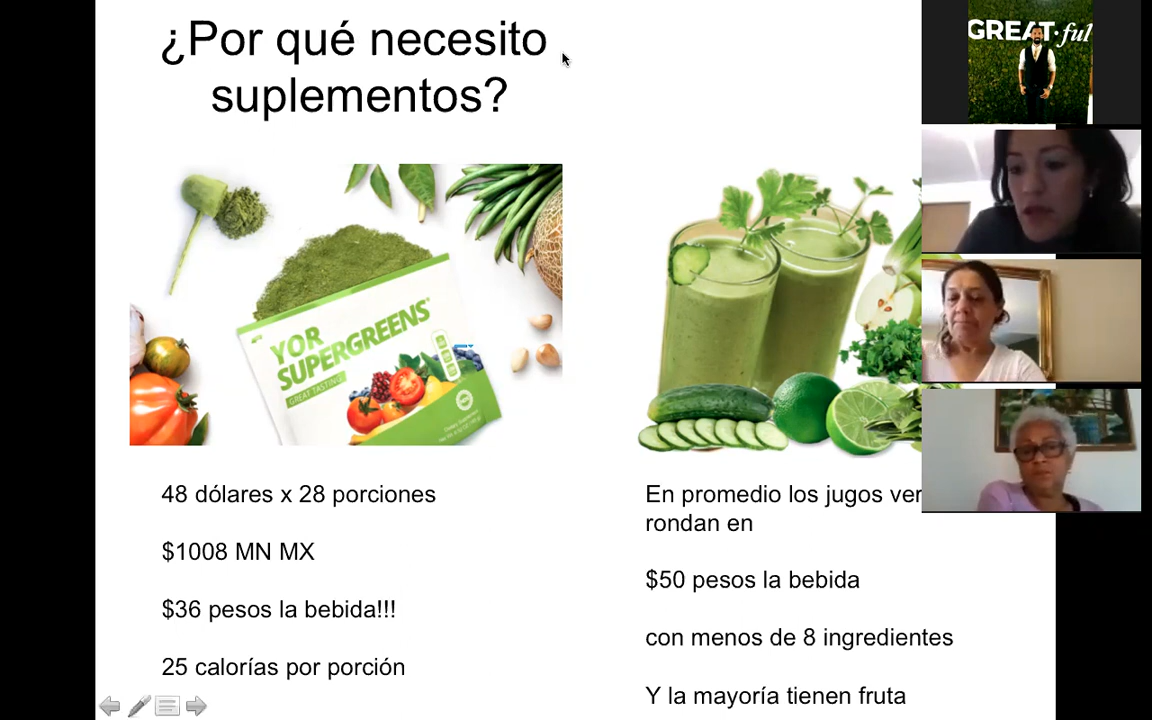 ¿Por qué necesito
suplementos?
GREAT·ful
YOR
SUPERGREENS
GREAT TASTING
48 dólares x 28 porciones
$1008 MN MX
$36 pesos la bebida!!!
25 calorías por porción
En promedio los jugos ver
rondan en
$50 pesos la bebida
con menos de 8 ingredientes
Y la mayoría tienen fruta